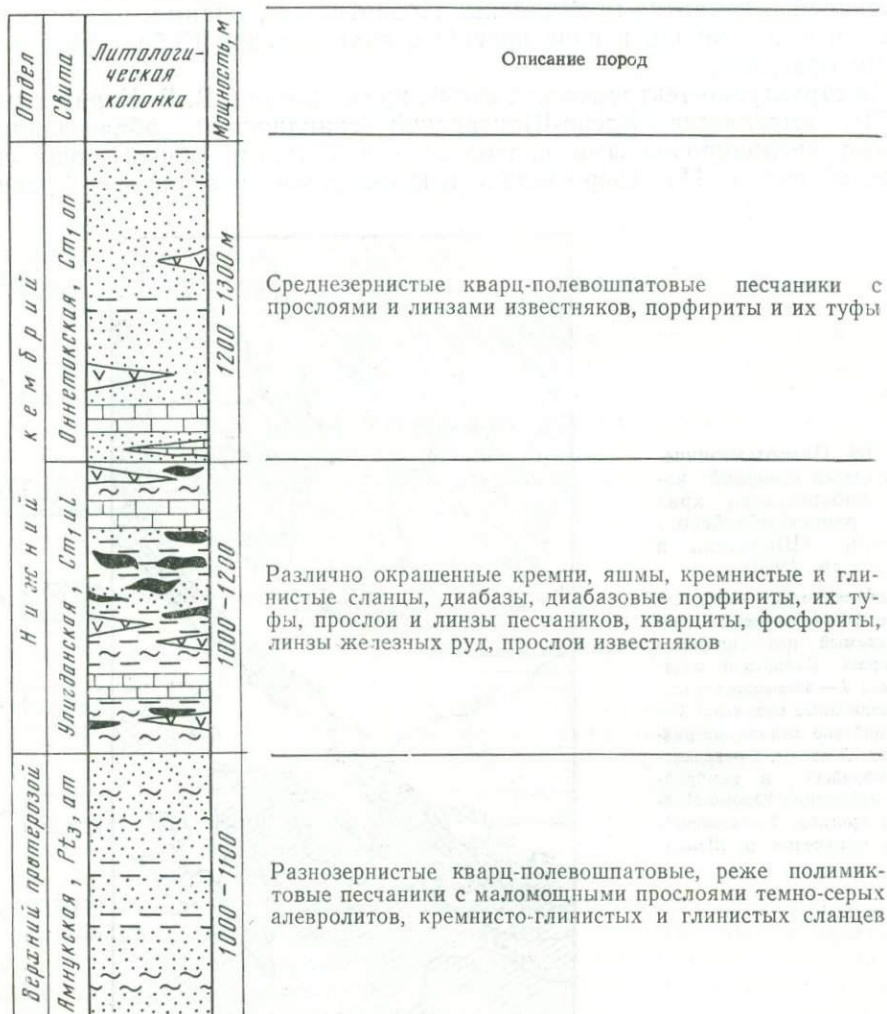 Отдел
Свита
Литологи-
ческая
колонка
Мощность, м
Описание пород
Нижний кембрий
Оннетокская, Cm₁ on
1200–1300 м
Среднезернистые кварц-полевошпатовые песчаники с
прослоями и линзами известняков, порфириты и их туфы
Улигданская, Cm₁ ul
1000–1200
Различно окрашенные кремни, яшмы, кремнистые и гли-
нистые сланцы, диабазы, диабазовые порфириты, их ту-
фы, прослои и линзы песчаников, кварциты, фосфориты,
линзы железных руд, прослои известняков
Верхний протерозой
Амнукская, Pt₃, am
1000–1100
Разнозернистые кварц-полевошпатовые, реже полимик-
товые песчаники с маломощными прослоями темно-серых
алевролитов, кремнисто-глинистых и глинистых сланцев